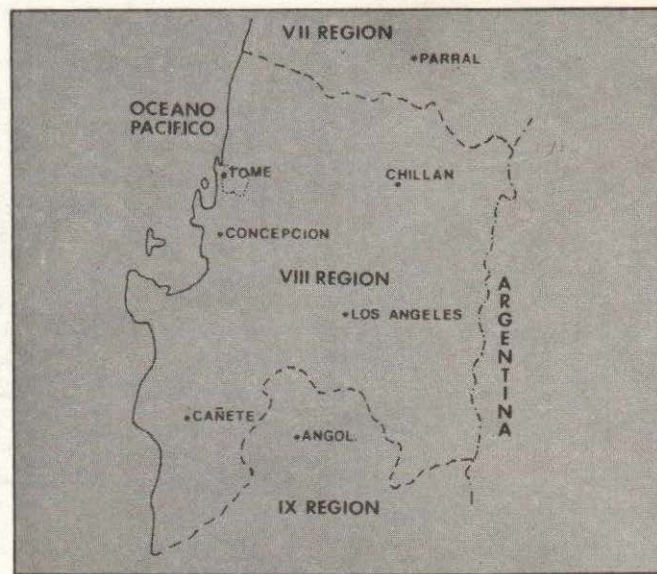 VII REGION
PARRAL
OCEANO
PACIFICO
TOME
CHILLAN
CONCEPCION
VIII REGION
LOS ANGELES
ARGENTINA
CAÑETE
ANGOL.
IX REGION